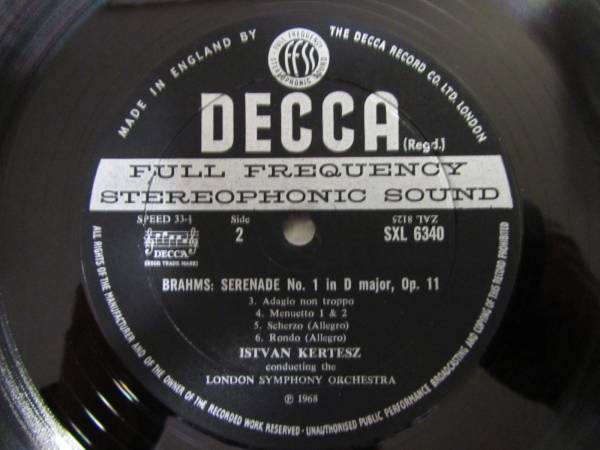 MADE IN ENGLAND BY
THE DECCA RECORD CO. LTD. LONDON
FULL FREQUENCY
ffss
STEREOPHONIC SOUND
DECCA (Regd.)
FULL FREQUENCY
STEREOPHONIC SOUND
SPEED 33-⅓
Side
2
ZAL 8125
SXL 6340
DECCA
BRAHMS: SERENADE No. 1 in D major, Op. 11
3. Adagio non troppo
4. Menuetto 1 & 2
5. Scherzo (Allegro)
6. Rondo (Allegro)
ISTVAN KERTESZ
conducting the
LONDON SYMPHONY ORCHESTRA
℗ 1968
ALL RIGHTS OF THE MANUFACTURER AND OF THE OWNER OF THE RECORDED WORK RESERVED · UNAUTHORISED PUBLIC PERFORMANCE BROADCASTING AND COPYING OF THIS RECORD PROHIBITED